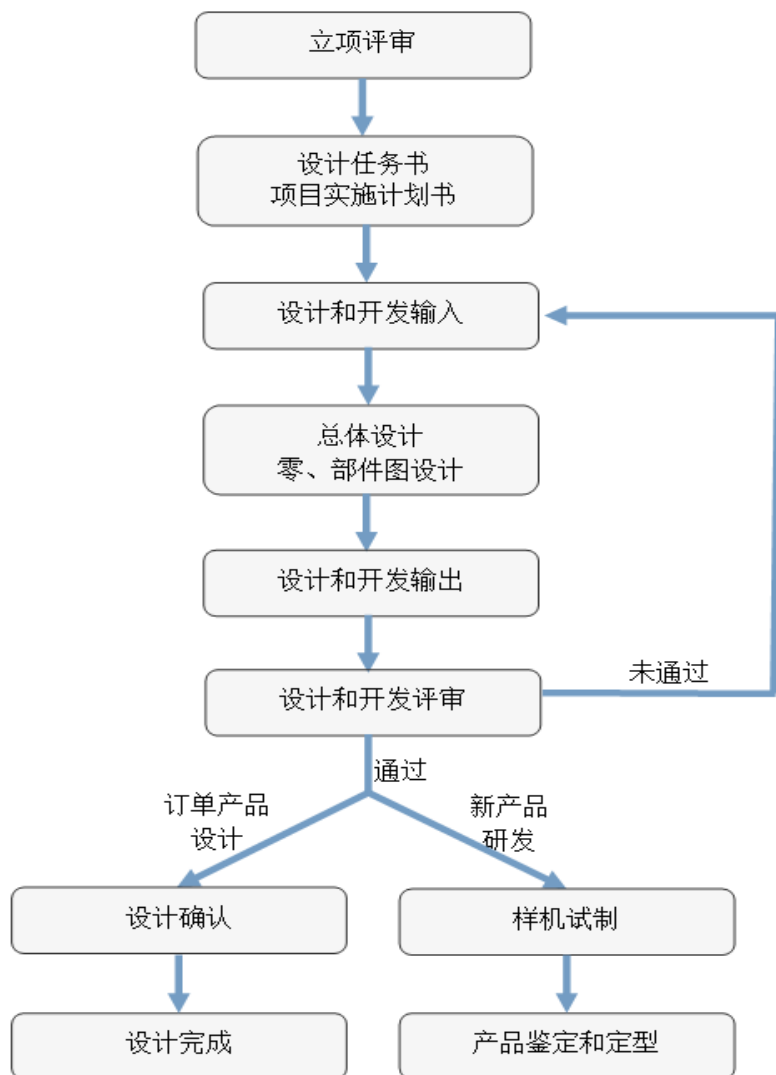 立项评审
设计任务书
项目实施计划书
设计和开发输入
总体设计
零、部件图设计
设计和开发输出
设计和开发评审
未通过
通过
订单产品
设计
新产品
研发
设计确认
样机试制
设计完成
产品鉴定和定型